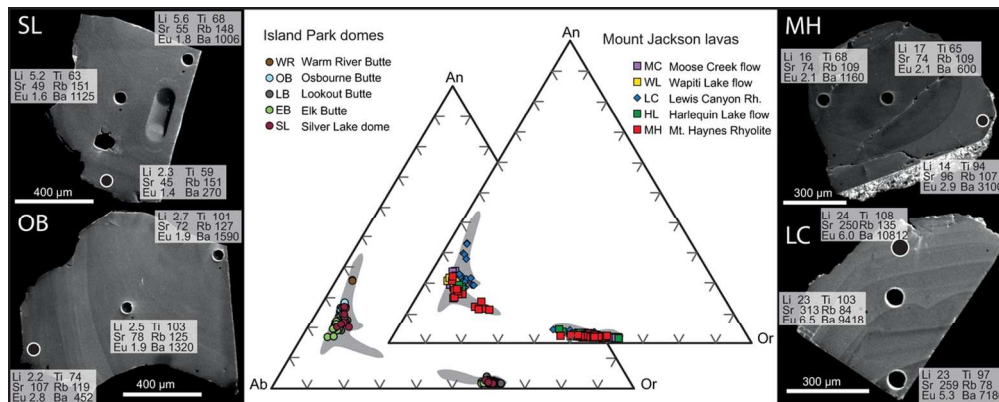 SL
Li 5.6 Ti 68
Sr 55 Rb 148
Eu 1.8 Ba 1006
Li 5.2 Ti 63
Sr 49 Rb 151
Eu 1.6 Ba 1125
Li 2.3 Ti 59
Sr 45 Rb 151
Eu 1.4 Ba 270
400 µm
OB
Li 2.7 Ti 101
Sr 72 Rb 127
Eu 1.9 Ba 1590
Li 2.5 Ti 103
Sr 78 Rb 125
Eu 1.9 Ba 1320
Li 2.2 Ti 74
Sr 107 Rb 119
Eu 2.8 Ba 452
400 µm
Island Park domes
WR Warm River Butte
OB Osbourne Butte
LB Lookout Butte
EB Elk Butte
SL Silver Lake dome
An
An
Mount Jackson lavas
MC Moose Creek flow
WL Wapiti Lake flow
LC Lewis Canyon Rh.
HL Harlequin Lake flow
MH Mt. Haynes Rhyolite
Or
Ab
Or
MH
Li 16 Ti 68
Sr 74 Rb 109
Eu 2.1 Ba 1160
Li 17 Ti 65
Sr 74 Rb 109
Eu 2.1 Ba 600
Li 14 Ti 94
Sr 96 Rb 107
Eu 2.9 Ba 3100
300 µm
LC
Li 24 Ti 108
Sr 250 Rb 135
Eu 6.0 Ba 10812
Li 23 Ti 103
Sr 313 Rb 84
Eu 6.5 Ba 9418
Li 23 Ti 97
Sr 259 Rb 78
Eu 5.3 Ba 718
300 µm